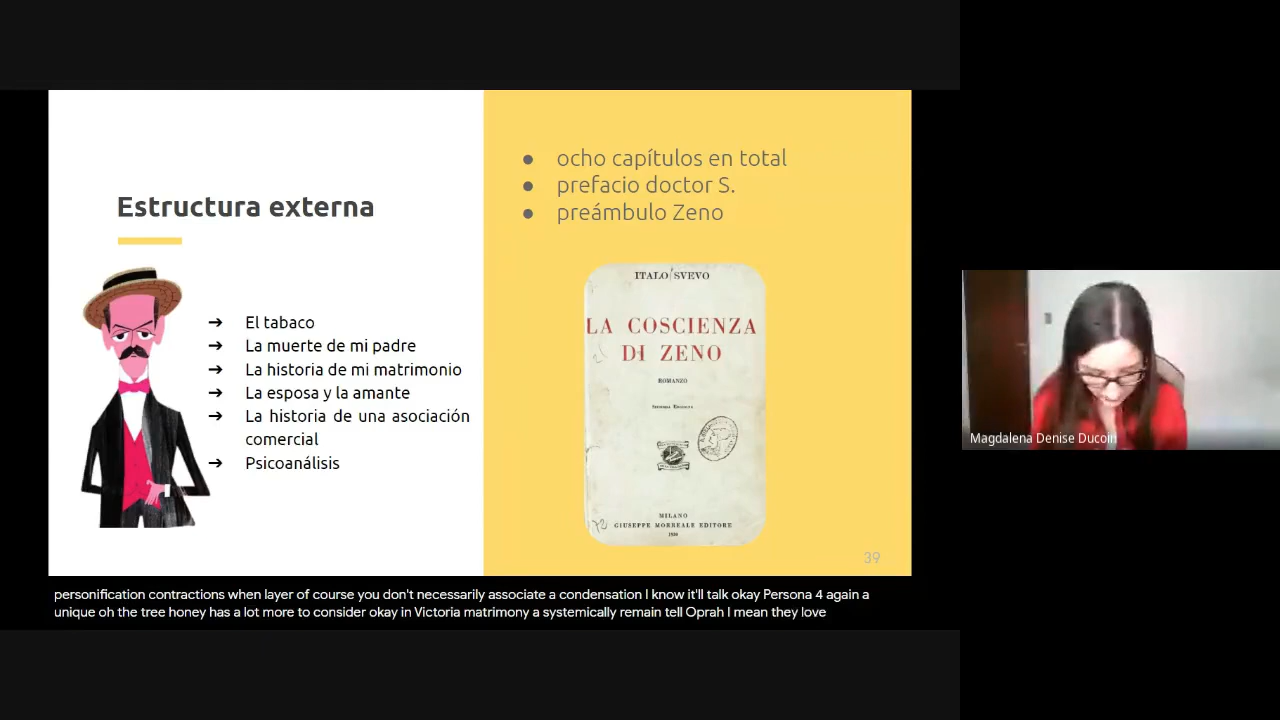 Estructura externa
➔ El tabaco
➔ La muerte de mi padre
➔ La historia de mi matrimonio
➔ La esposa y la amante
➔ La historia de una asociación
comercial
➔ Psicoanálisis
● ocho capítulos en total
● prefacio doctor S.
● preámbulo Zeno
ITALO SVEVO
LA COSCIENZA
DI ZENO
ROMANZO
MILANO
GIUSEPPE MORREALE EDITORE
39
personification contractions when layer of course you don't necessarily associate a condensation I know it'll talk okay Persona 4 again a
unique oh the tree honey has a lot more to consider okay in Victoria matrimony a systemically remain tell Oprah I mean they love
Magdalena Denise Ducoin